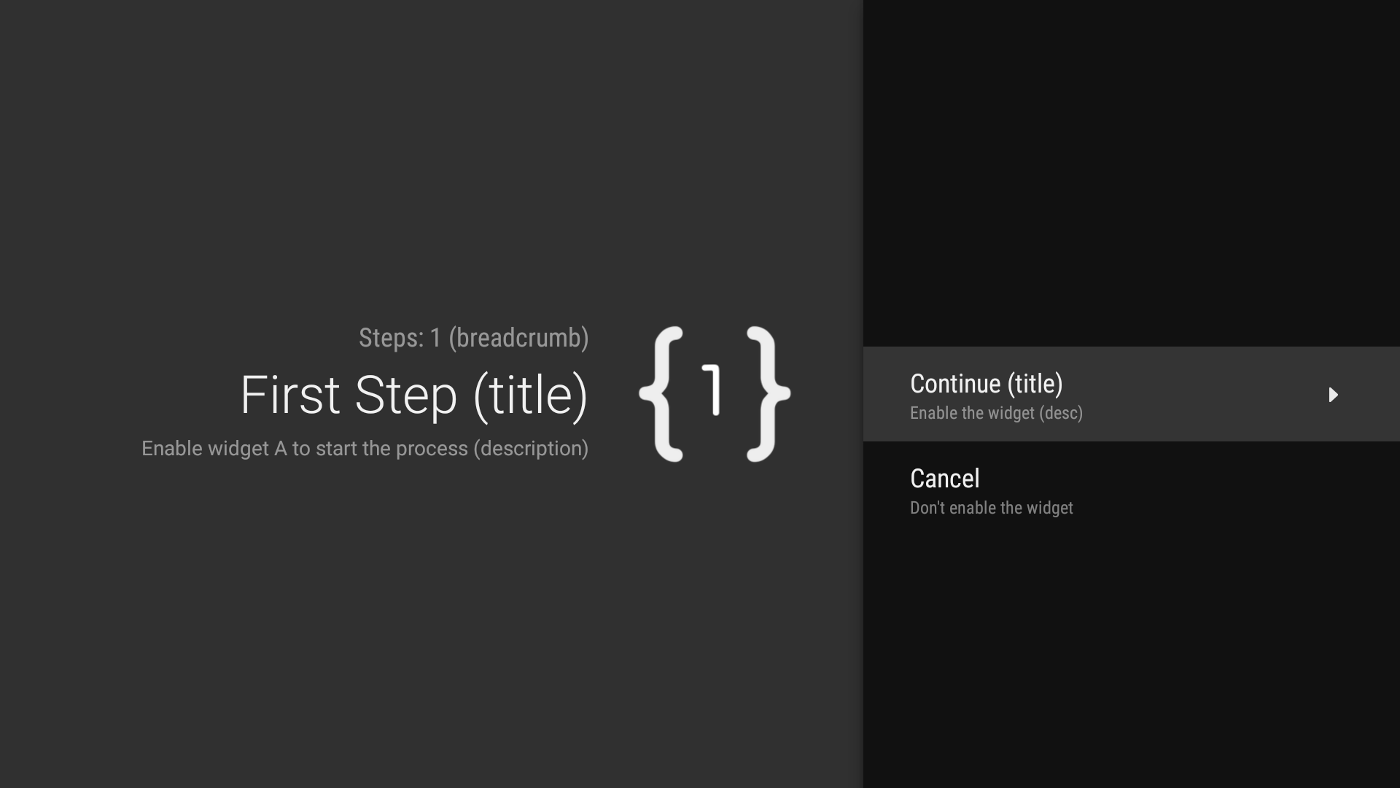 Steps: 1 (breadcrumb)
First Step (title)
Enable widget A to start the process (description)
{1}
Continue (title)
Enable the widget (desc)
Cancel
Don't enable the widget